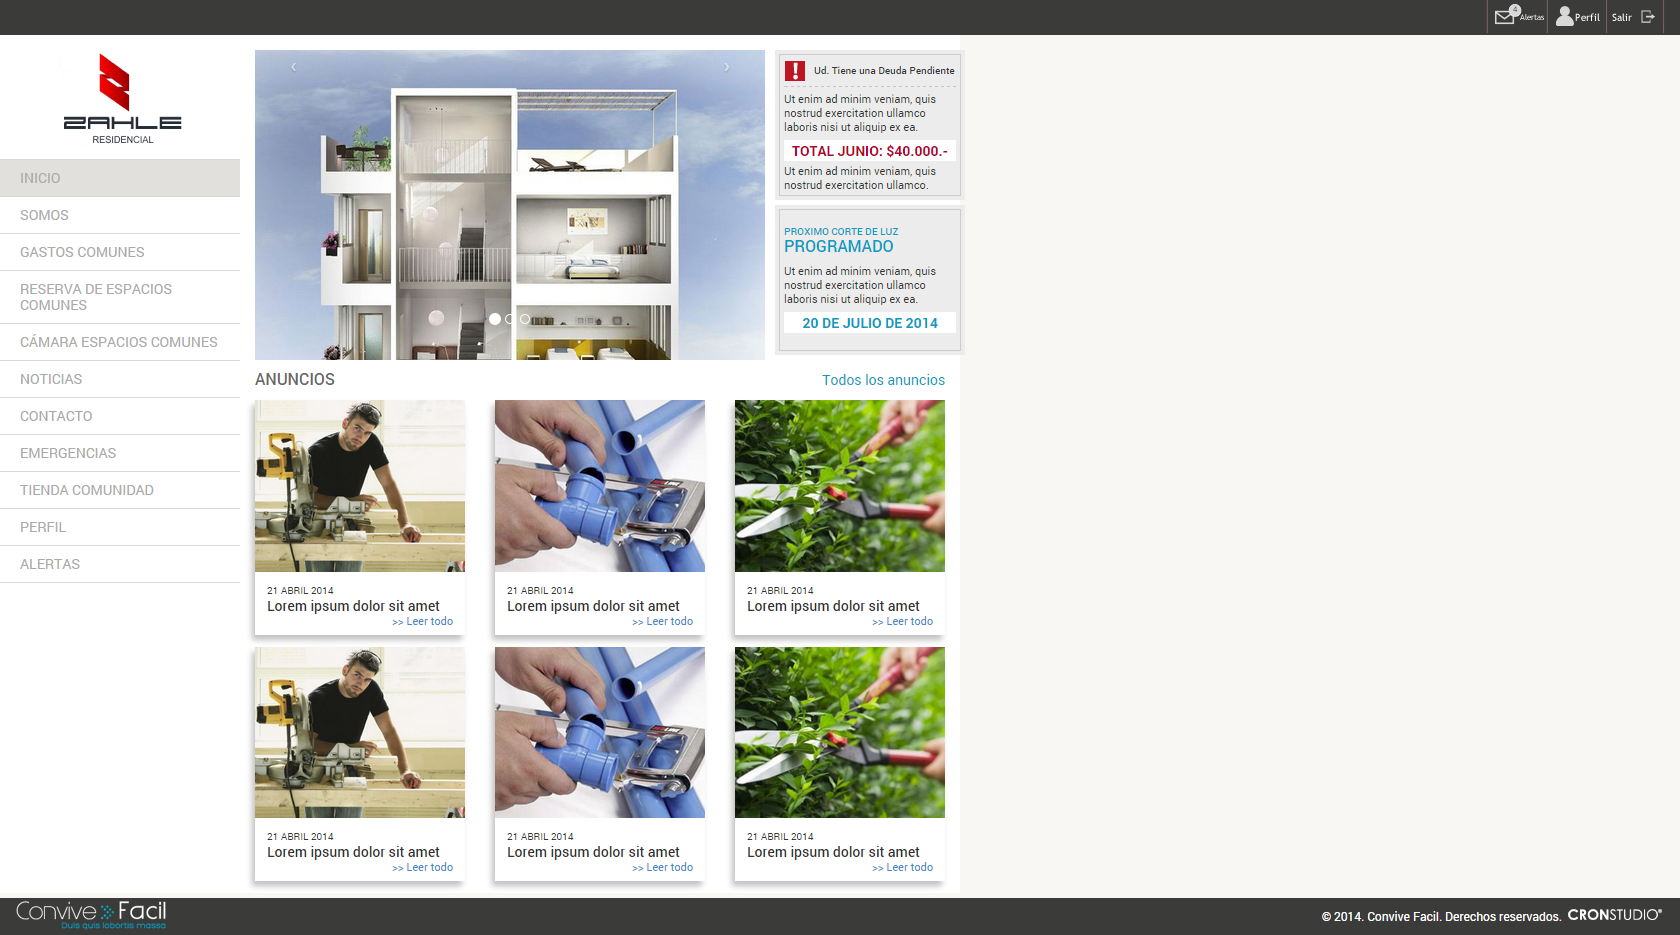 4
Alertas
Perfil
Salir
ZAHLE
RESIDENCIAL
INICIO
SOMOS
GASTOS COMUNES
RESERVA DE ESPACIOS
COMUNES
CÁMARA ESPACIOS COMUNES
NOTICIAS
CONTACTO
EMERGENCIAS
TIENDA COMUNIDAD
PERFIL
ALERTAS
Ud. Tiene una Deuda Pendiente
Ut enim ad minim veniam, quis
nostrud exercitation ullamco
laboris nisi ut aliquip ex ea.
TOTAL JUNIO: $40.000.-
Ut enim ad minim veniam, quis
nostrud exercitation ullamco.
PROXIMO CORTE DE LUZ
PROGRAMADO
Ut enim ad minim veniam, quis
nostrud exercitation ullamco
laboris nisi ut aliquip ex ea.
20 DE JULIO DE 2014
ANUNCIOS
Todos los anuncios
21 ABRIL 2014
Lorem ipsum dolor sit amet
>> Leer todo
21 ABRIL 2014
Lorem ipsum dolor sit amet
>> Leer todo
21 ABRIL 2014
Lorem ipsum dolor sit amet
>> Leer todo
21 ABRIL 2014
Lorem ipsum dolor sit amet
>> Leer todo
21 ABRIL 2014
Lorem ipsum dolor sit amet
>> Leer todo
21 ABRIL 2014
Lorem ipsum dolor sit amet
>> Leer todo
Convive Facil
Duis quis lobortis massa
© 2014. Convive Facil. Derechos reservados. CRONSTUDIO®